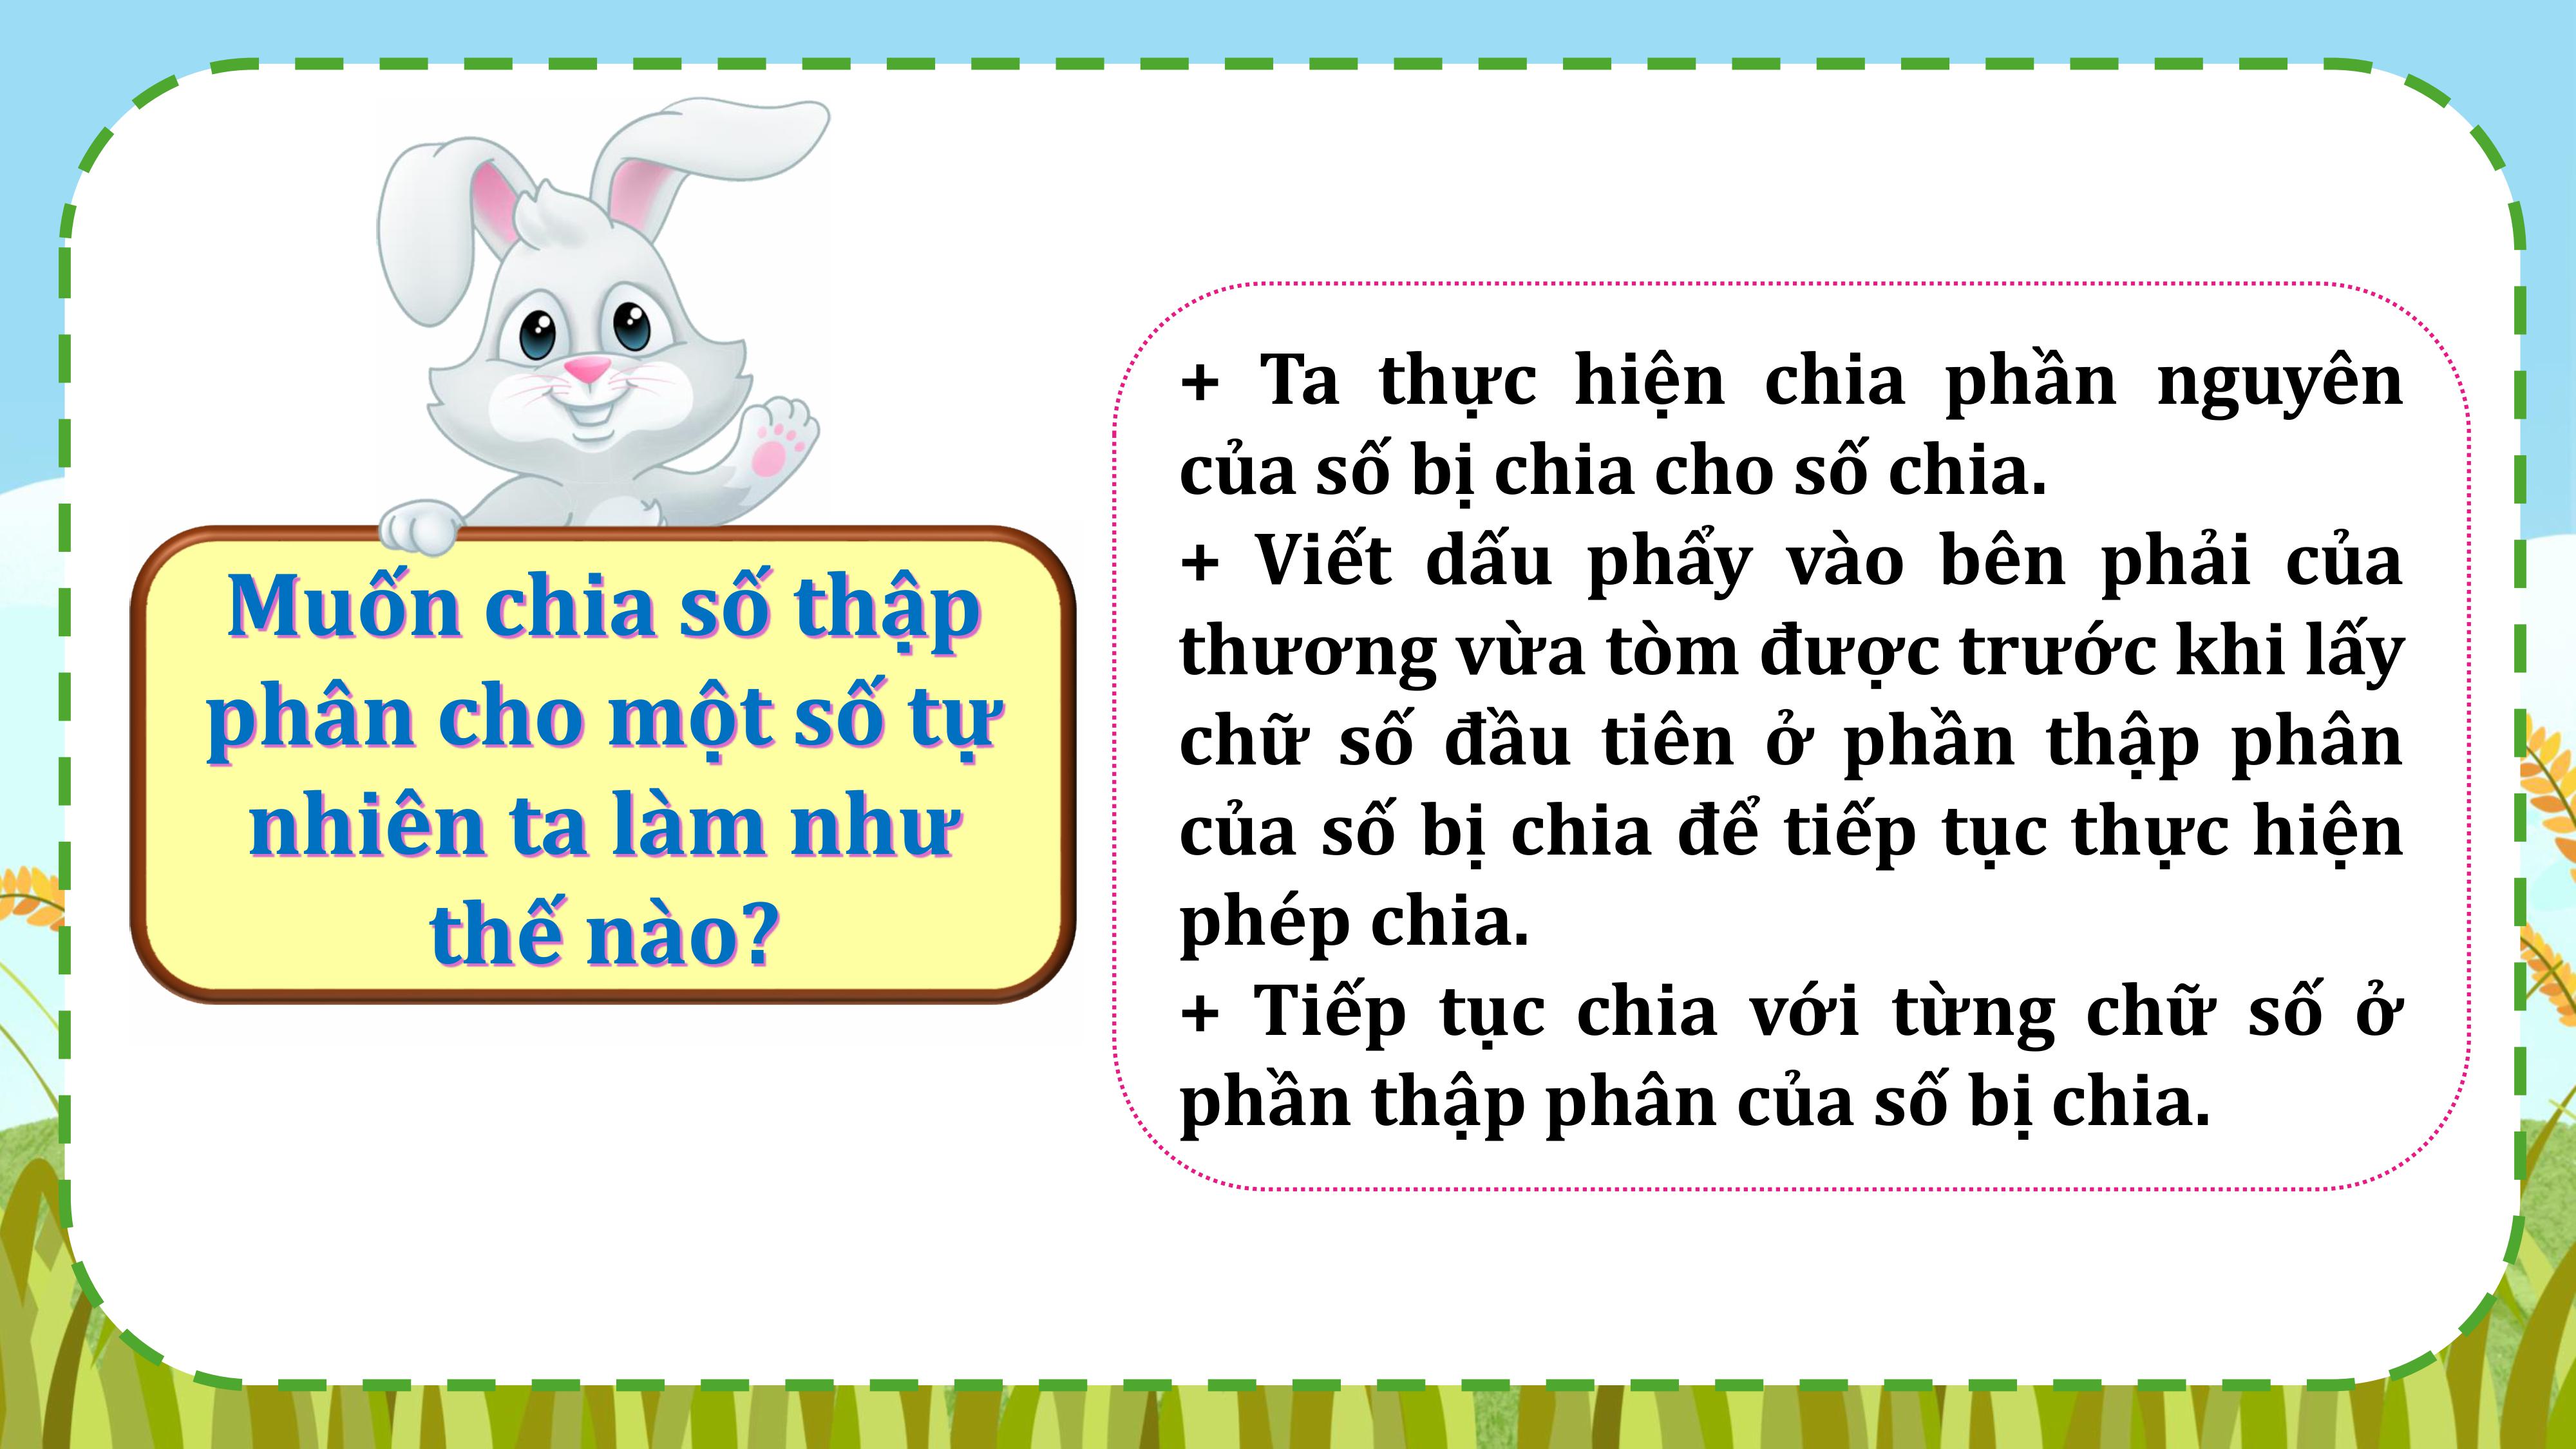 Muốn chia số thập
phân cho một số tự
nhiên ta làm như
thế nào?
+ Ta thực hiện chia phần nguyên
của số bị chia cho số chia.
+ Viết dấu phẩy vào bên phải của
thương vừa tòm được trước khi lấy
chữ số đầu tiên ở phần thập phân
của số bị chia để tiếp tục thực hiện
phép chia.
+ Tiếp tục chia với từng chữ số ở
phần thập phân của số bị chia.